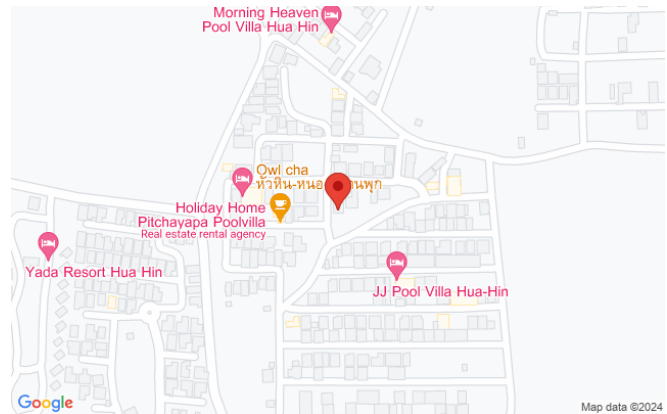 Morning Heaven
Pool Villa Hua Hin
Owl cha
Holiday Home
Pitchayapa Poolvilla
Real estate rental agency
Yada Resort Hua Hin
JJ Pool Villa Hua-Hin
Google
Map data ©2024